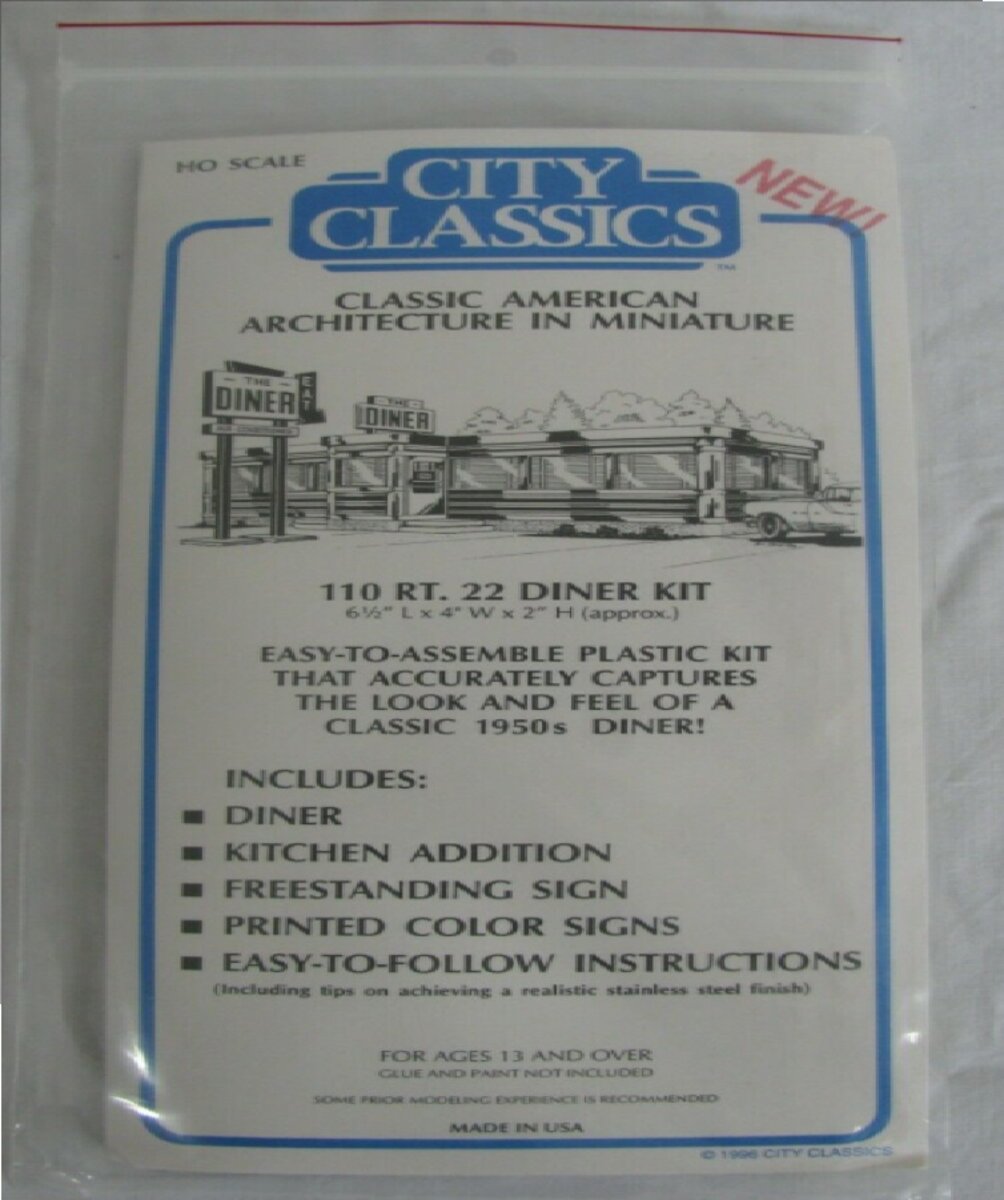 HO SCALE
CITY
CLASSICS
TM
NEW!
CLASSIC AMERICAN
ARCHITECTURE IN MINIATURE
THE
DINER
EAT
AIR CONDITIONED
THE
DINER
110 RT. 22 DINER KIT
6½" L x 4" W x 2" H (approx.)
EASY-TO-ASSEMBLE PLASTIC KIT
THAT ACCURATELY CAPTURES
THE LOOK AND FEEL OF A
CLASSIC 1950s DINER!
INCLUDES:
■ DINER
■ KITCHEN ADDITION
■ FREESTANDING SIGN
■ PRINTED COLOR SIGNS
■ EASY-TO-FOLLOW INSTRUCTIONS
(Including tips on achieving a realistic stainless steel finish)
FOR AGES 13 AND OVER
GLUE AND PAINT NOT INCLUDED
SOME PRIOR MODELING EXPERIENCE IS RECOMMENDED
MADE IN USA
© 1996 CITY CLASSICS